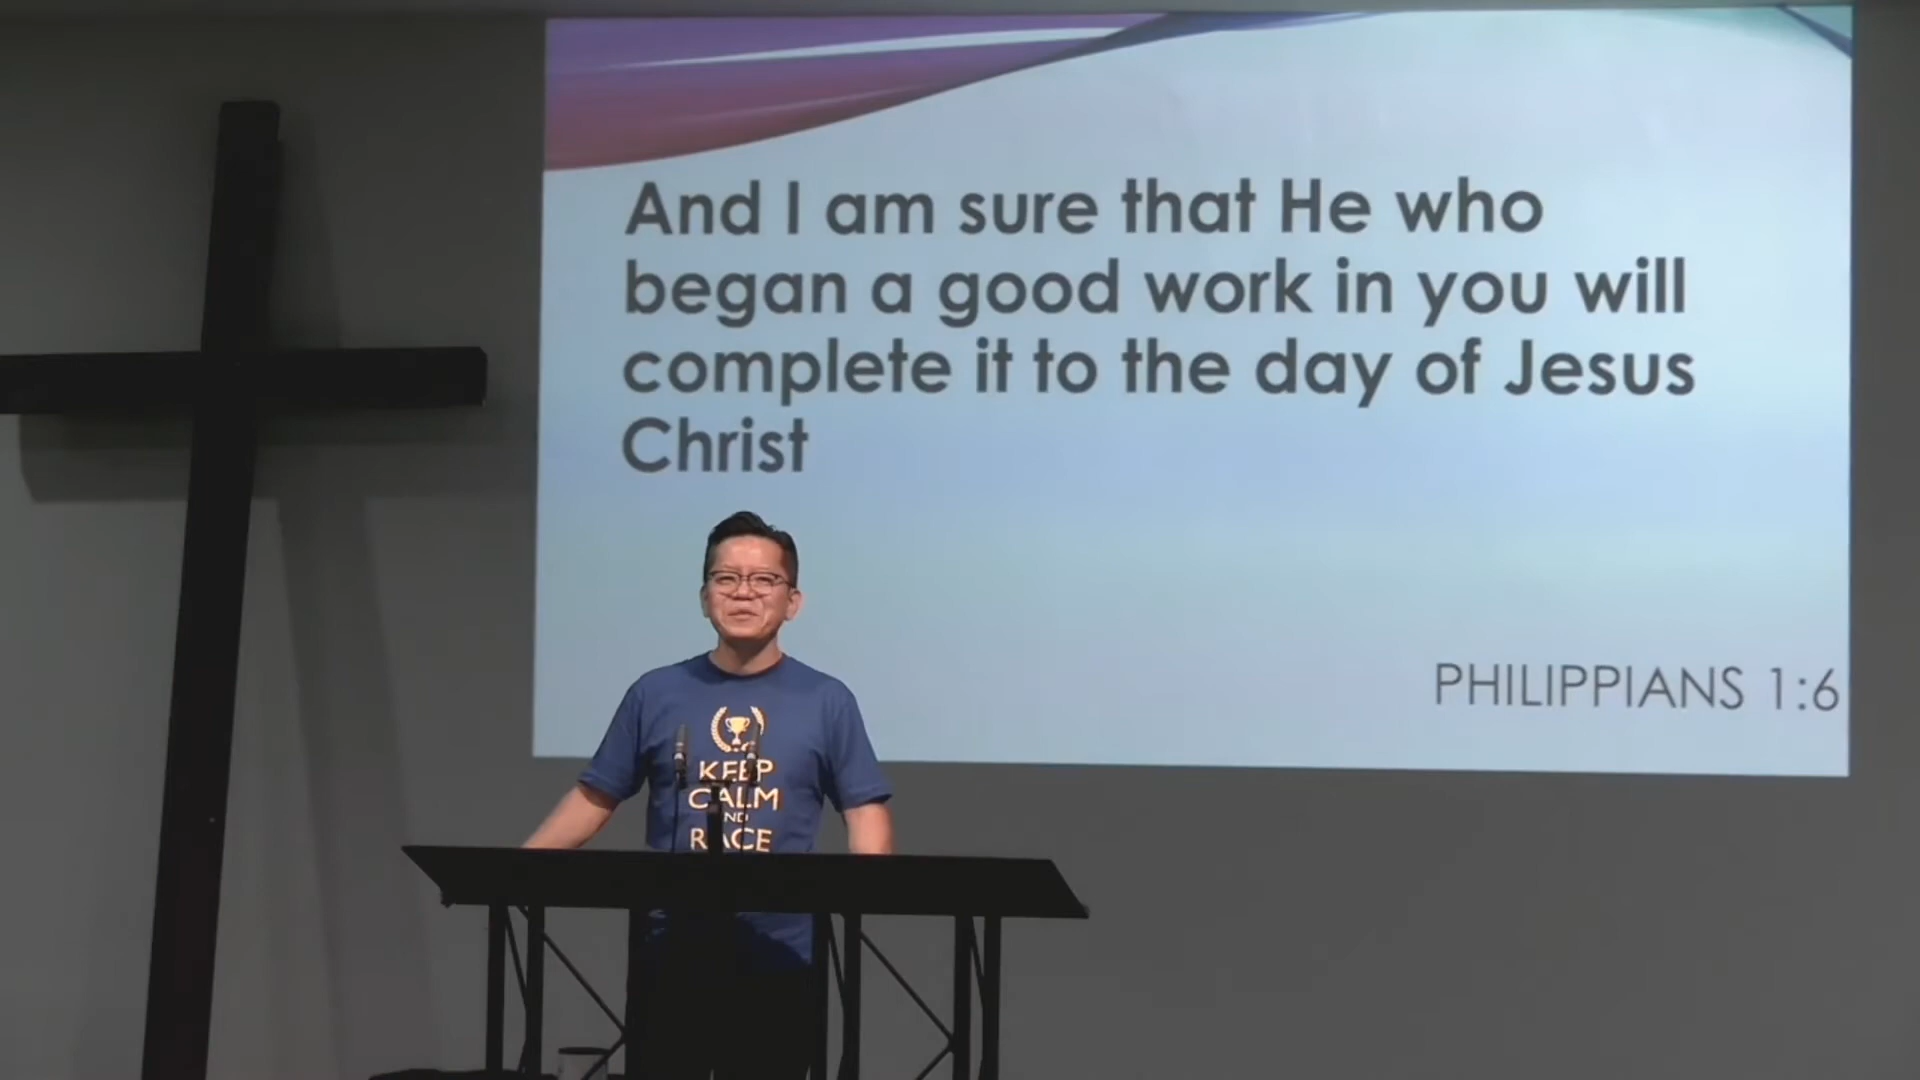 And I am sure that He who
began a good work in you will
complete it to the day of Jesus
Christ
PHILIPPIANS 1:6
KEEP
CALM
AND
RACE